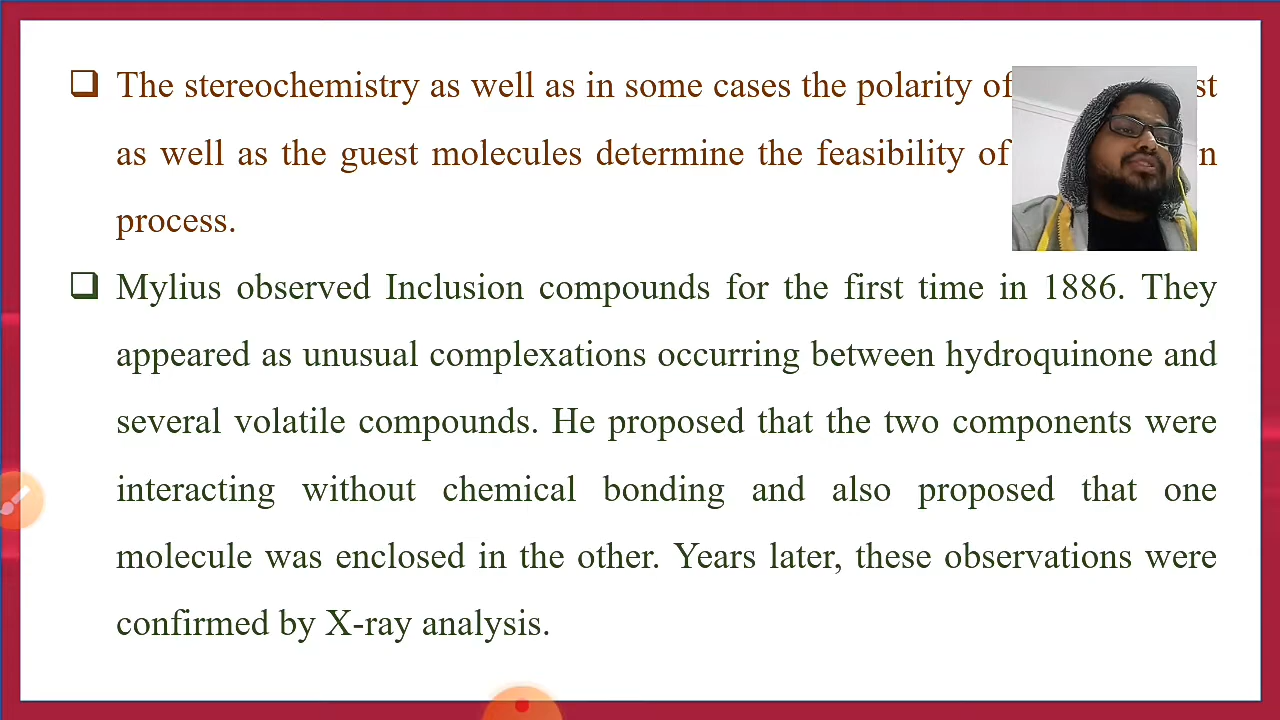 ❑ The stereochemistry as well as in some cases the polarity of st
as well as the guest molecules determine the feasibility of n
process.
❑ Mylius observed Inclusion compounds for the first time in 1886. They
appeared as unusual complexations occurring between hydroquinone and
several volatile compounds. He proposed that the two components were
interacting without chemical bonding and also proposed that one
molecule was enclosed in the other. Years later, these observations were
confirmed by X-ray analysis.